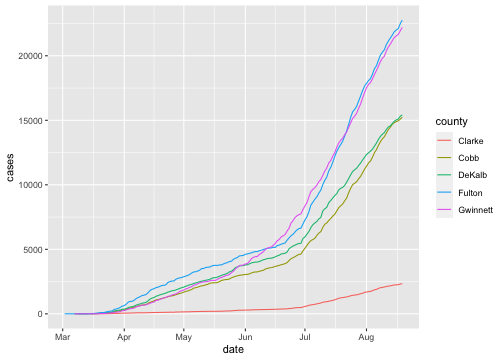 20000
15000
10000
5000
0
cases
Mar Apr May Jun Jul Aug
date
county
Clarke
Cobb
DeKalb
Fulton
Gwinnett